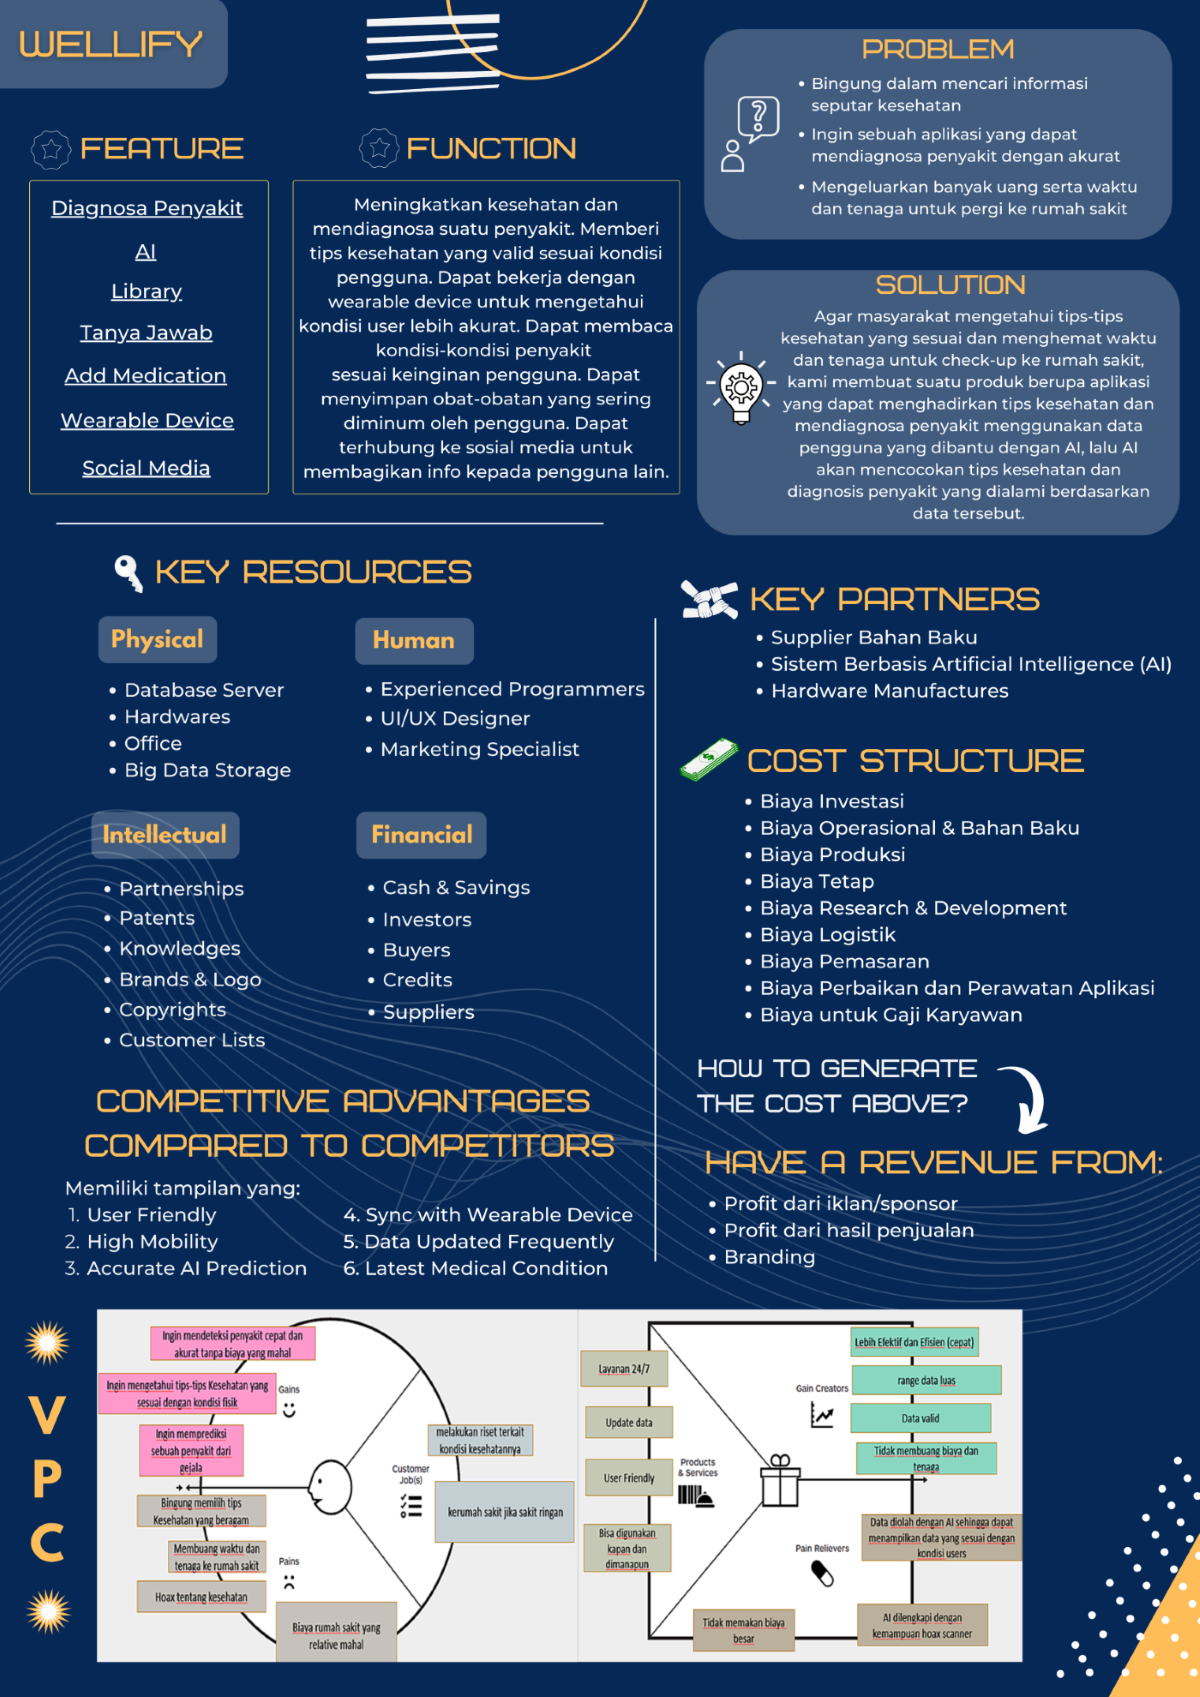 WELLIFY
FEATURE
Diagnosa Penyakit
AI
Library
Tanya Jawab
Add Medication
Wearable Device
Social Media
FUNCTION
Meningkatkan kesehatan dan
mendiagnosa suatu penyakit. Memberi
tips kesehatan yang valid sesuai kondisi
pengguna. Dapat bekerja dengan
wearable device untuk mengetahui
kondisi user lebih akurat. Dapat membaca
kondisi-kondisi penyakit
sesuai keinginan pengguna. Dapat
menyimpan obat-obatan yang sering
diminum oleh pengguna. Dapat
terhubung ke sosial media untuk
membagikan info kepada pengguna lain.
PROBLEM
• Bingung dalam mencari informasi
seputar kesehatan
• Ingin sebuah aplikasi yang dapat
mendiagnosa penyakit dengan akurat
• Mengeluarkan banyak uang serta waktu
dan tenaga untuk pergi ke rumah sakit
SOLUTION
Agar masyarakat mengetahui tips-tips
kesehatan yang sesuai dan menghemat waktu
dan tenaga untuk check-up ke rumah sakit,
kami membuat suatu produk berupa aplikasi
yang dapat menghadirkan tips kesehatan dan
mendiagnosa penyakit menggunakan data
pengguna yang dibantu dengan AI, lalu AI
akan mencocokan tips kesehatan dan
diagnosis penyakit yang dialami berdasarkan
data tersebut.
KEY RESOURCES
Physical
• Database Server
• Hardwares
• Office
• Big Data Storage
Human
• Experienced Programmers
• UI/UX Designer
• Marketing Specialist
Intellectual
• Partnerships
• Patents
• Knowledges
• Brands & Logo
• Copyrights
• Customer Lists
Financial
• Cash & Savings
• Investors
• Buyers
• Credits
• Suppliers
KEY PARTNERS
• Supplier Bahan Baku
• Sistem Berbasis Artificial Intelligence (AI)
• Hardware Manufactures
COST STRUCTURE
• Biaya Investasi
• Biaya Operasional & Bahan Baku
• Biaya Produksi
• Biaya Tetap
• Biaya Research & Development
• Biaya Logistik
• Biaya Pemasaran
• Biaya Perbaikan dan Perawatan Aplikasi
• Biaya untuk Gaji Karyawan
HOW TO GENERATE
THE COST ABOVE?
HAVE A REVENUE FROM:
• Profit dari iklan/sponsor
• Profit dari hasil penjualan
• Branding
COMPETITIVE ADVANTAGES
COMPARED TO COMPETITORS
Memiliki tampilan yang:
1. User Friendly
2. High Mobility
3. Accurate AI Prediction
4. Sync with Wearable Device
5. Data Updated Frequently
6. Latest Medical Condition
V
P
C
Ingin mendeteksi penyakit cepat dan
akurat tanpa biaya yang mahal
Ingin mengetahui tips-tips Kesehatan yang
sesuai dengan kondisi fisik
Gains
Ingin memprediksi
sebuah penyakit dari
gejala
melakukan riset terkait
kondisi kesehatannya
Customer
Job(s)
kerumah sakit jika sakit ringan
Bingung memilih tips
Kesehatan yang beragam
Membuang waktu dan
tenaga ke rumah sakit
Pains
Hoax tentang kesehatan
Biaya rumah sakit yang
relative mahal
Layanan 24/7
Update data
User Friendly
Bisa digunakan
kapan dan
dimanapun
Products
& Services
Gain Creators
Lebih Efektif dan Efisien (cepat)
range data luas
Data valid
Tidak membuang biaya dan
tenaga
Pain Relievers
Data diolah dengan AI sehingga dapat
menampilkan data yang sesuai dengan
kondisi users
Tidak memakan biaya
besar
AI dilengkapi dengan
kemampuan hoax scanner